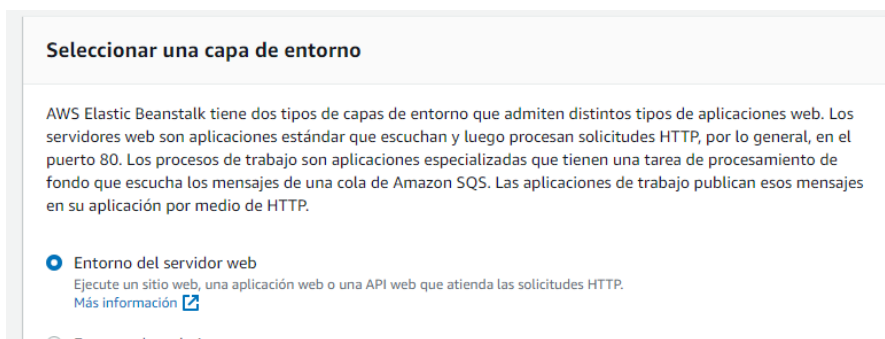 Seleccionar una capa de entorno
AWS Elastic Beanstalk tiene dos tipos de capas de entorno que admiten distintos tipos de aplicaciones web. Los
servidores web son aplicaciones estándar que escuchan y luego procesan solicitudes HTTP, por lo general, en el
puerto 80. Los procesos de trabajo son aplicaciones especializadas que tienen una tarea de procesamiento de
fondo que escucha los mensajes de una cola de Amazon SQS. Las aplicaciones de trabajo publican esos mensajes
en su aplicación por medio de HTTP.
Entorno del servidor web
Ejecute un sitio web, una aplicación web o una API web que atienda las solicitudes HTTP.
Más información